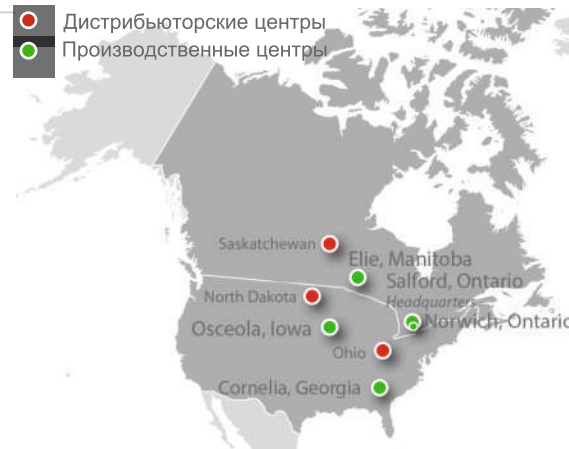 Дистрибьюторские центры
Производственные центры
Saskatchewan
Elie, Manitoba
Salford, Ontario
Headquarters
North Dakota
Norwich, Ontario
Osceola, Iowa
Ohio
Cornelia, Georgia